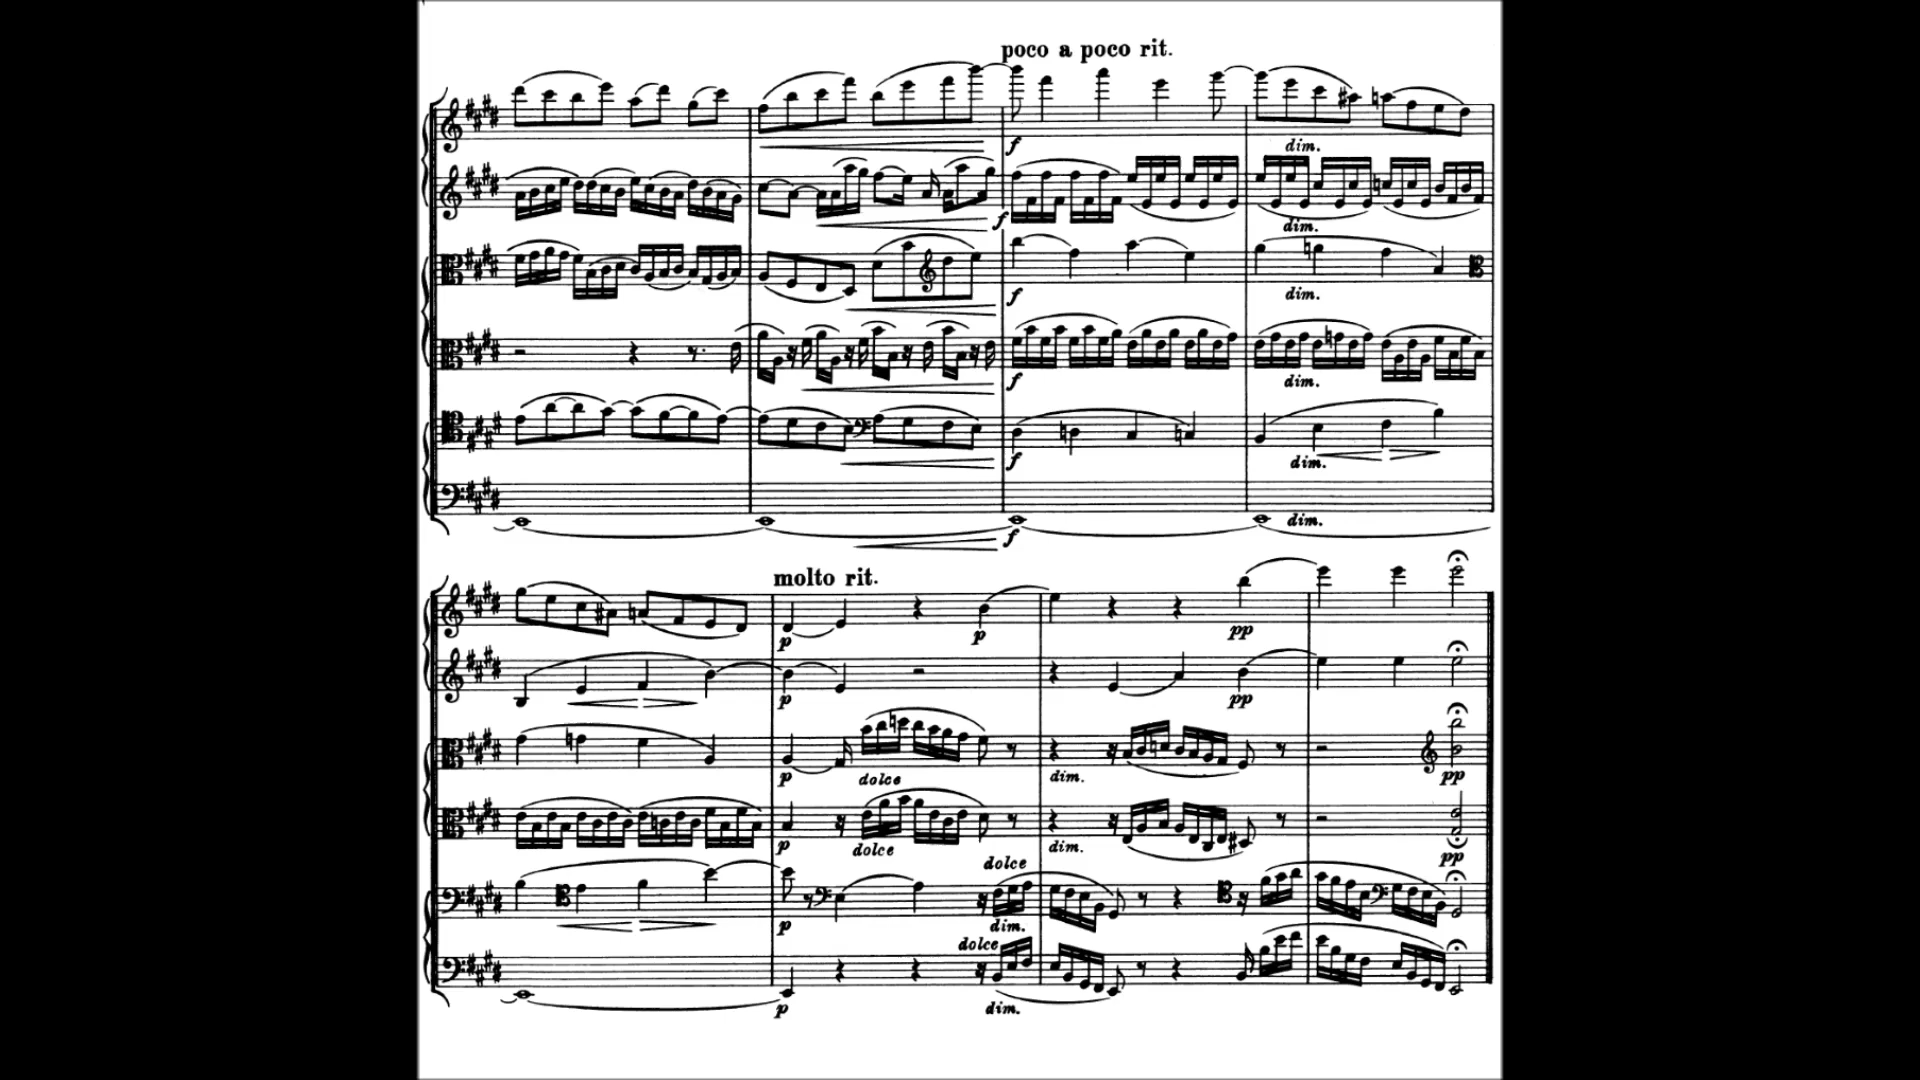 poco a poco rit.
f
dim.
f
dim.
f
dim.
f
dim.
f
dim.
f
dim.
molto rit.
p
p
pp
p
pp
p
dolce
dim.
pp
p
dolce
dim.
pp
dolce
p
dim.
dolce
p
dim.